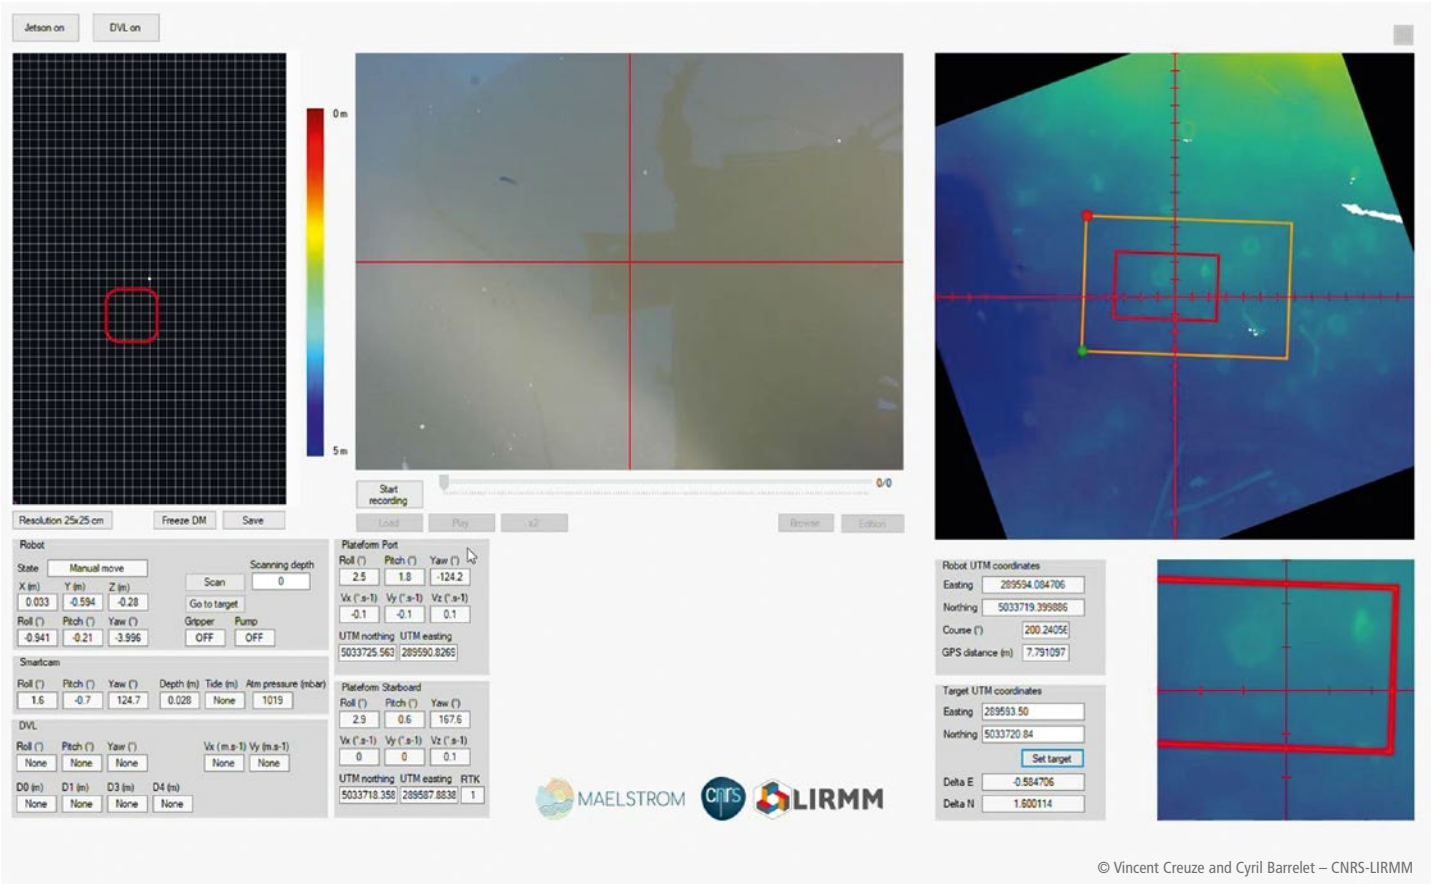 Jetson on
DVL on
0 m
5 m
Start
recording
0/0
Load
Play
x2
Browse
Edition
Resolution 25x25 cm
Freeze DM
Save
Robot
State
Manual move
Scanning depth
Scan
0
X (m)
Y (m)
Z (m)
0.033
-0.594
-0.28
Go to target
Roll (°)
Pitch (°)
Yaw (°)
Gripper
Pump
-0.941
-0.21
-3.996
OFF
OFF
Smartcam
Roll (°)
Pitch (°)
Yaw (°)
Depth (m)
Tide (m)
Atm pressure (mbar)
1.6
-0.7
124.7
0.028
None
1019
DVL
Roll (°)
Pitch (°)
Yaw (°)
Vx (m.s-1)
Vy (m.s-1)
None
None
None
None
None
D0 (m)
D1 (m)
D3 (m)
D4 (m)
None
None
None
None
Plateform Port
Roll (°)
Pitch (°)
Yaw (°)
2.5
1.8
-124.2
Vx (°.s-1)
Vy (°.s-1)
Vz (°.s-1)
-0.1
-0.1
0.1
UTM northing
UTM easting
5033725.563
289590.8269
Plateform Starboard
Roll (°)
Pitch (°)
Yaw (°)
2.9
0.6
167.6
Vx (°.s-1)
Vy (°.s-1)
Vz (°.s-1)
0
0
0.1
UTM northing
UTM easting
RTK
5033718.358
289587.8838
1
MAELSTROM
cnrs
LIRMM
Robot UTM coordinates
Easting
289594.084706
Northing
5033719.399886
Course (°)
200.24056
GPS distance (m)
7.791097
Target UTM coordinates
Easting
289593.50
Northing
5033720.84
Set target
Delta E
-0.584706
Delta N
1.600114
© Vincent Creuze and Cyril Barrelet – CNRS-LIRMM